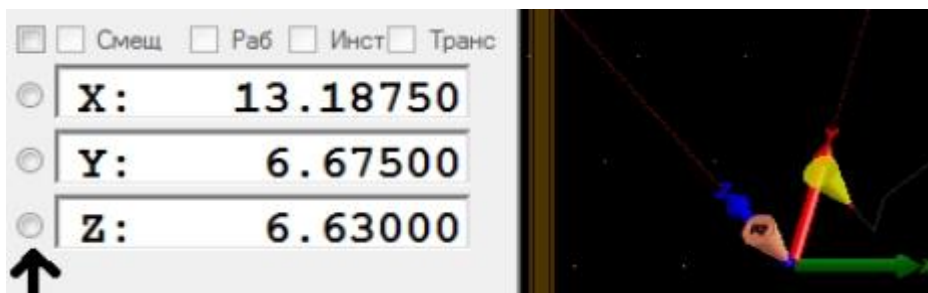 Смещ Раб Инст Транс
X: 13.18750
Y: 6.67500
Z: 6.63000
Y
Z
X